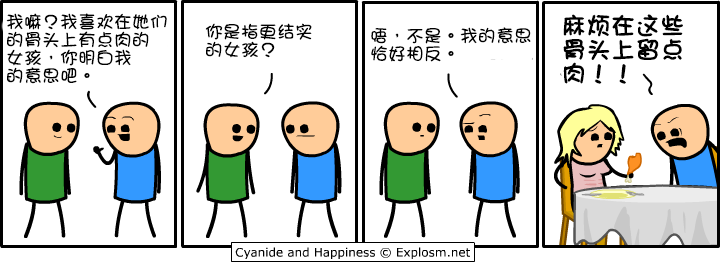 我嘛？我喜欢在她们
的骨头上有点肉的
女孩，你明白我
的意思吧。
你是指更结实
的女孩？
唔，不是。我的意思
恰好相反。
麻烦在这些
骨头上留点
肉！！
Cyanide and Happiness © Explosm.net